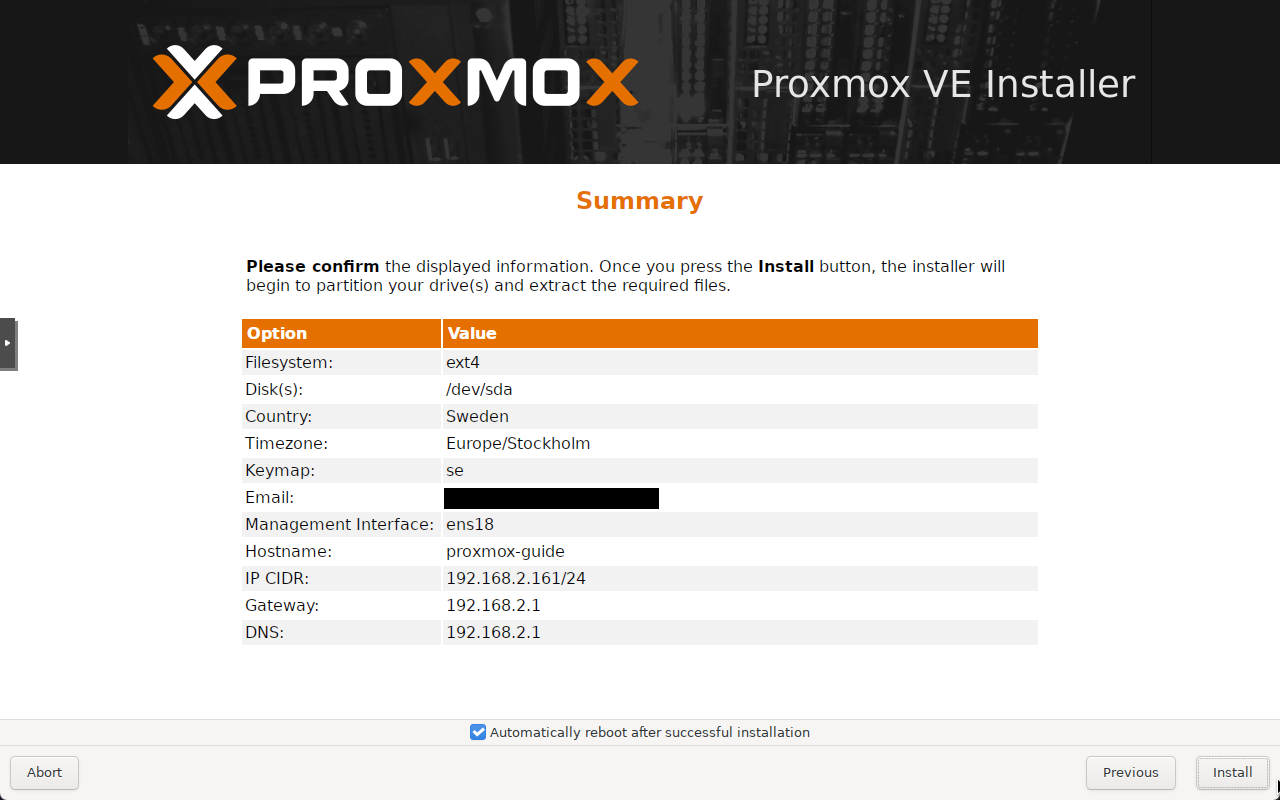 PROXMOX
Proxmox VE Installer
Summary
Please confirm the displayed information. Once you press the Install button, the installer will
begin to partition your drive(s) and extract the required files.
Option Value
Filesystem: ext4
Disk(s): /dev/sda
Country: Sweden
Timezone: Europe/Stockholm
Keymap: se
Email:
Management Interface: ens18
Hostname: proxmox-guide
IP CIDR: 192.168.2.161/24
Gateway: 192.168.2.1
DNS: 192.168.2.1
Automatically reboot after successful installation
Abort Previous Install